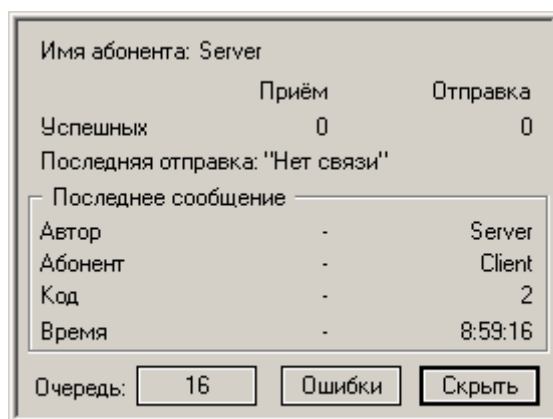 Имя абонента: Server
Приём Отправка
Успешных 0 0
Последняя отправка: "Нет связи"
Последнее сообщение
Автор - Server
Абонент - Client
Код - 2
Время - 8:59:16
Очередь: 16 Ошибки Скрыть